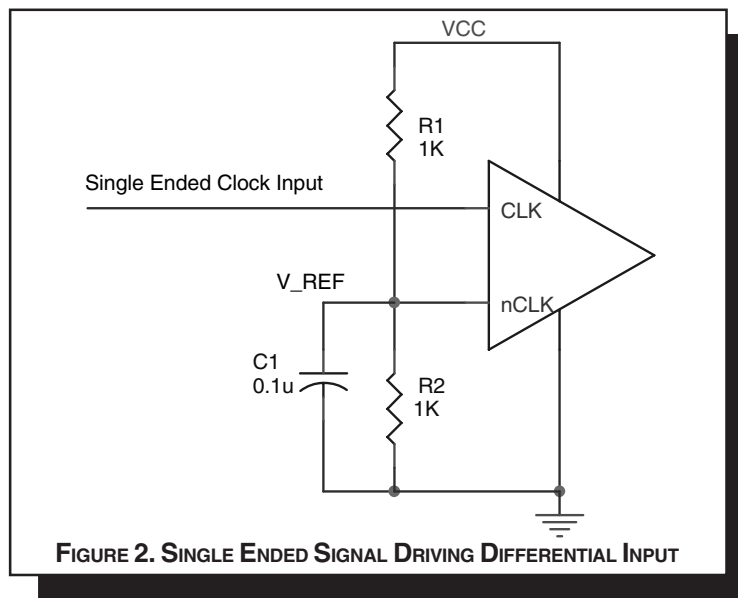 VCC
R1
1K
Single Ended Clock Input
CLK
V_REF
nCLK
C1
0.1u
R2
1K
FIGURE 2. SINGLE ENDED SIGNAL DRIVING DIFFERENTIAL INPUT